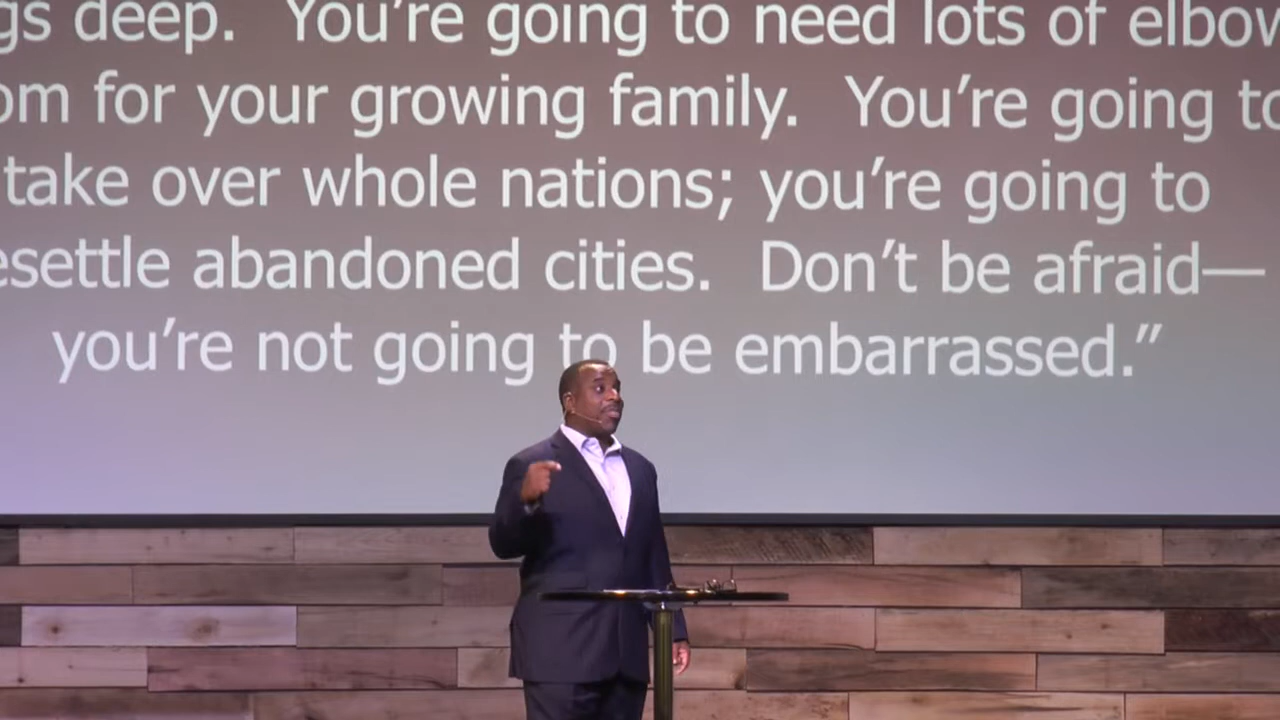 gs deep. You're going to need lots of elbow
om for your growing family. You're going to
take over whole nations; you're going to
esettle abandoned cities. Don't be afraid—
you're not going to be embarrassed.”